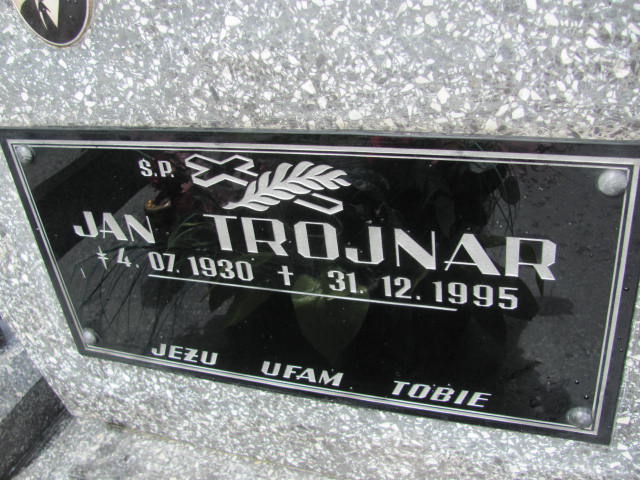 Ś.P.
JAN TROJNAR
* 4. 07. 1930 † 31. 12. 1995
JEZU UFAM TOBIE